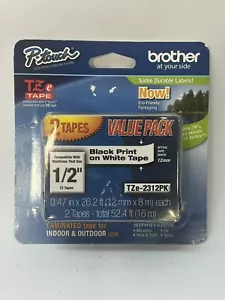 P-touch
brother
at your side
TZe
TAPE
Same Durable Labels!
Now!
Eco-Friendly
Packaging
2 TAPES
VALUE PACK
Compatible With
Machines That Use
1/2"
TZ Tapes
Black Print
on White Tape
12mm
TZe-2312PK
0.47 in x 26.2 ft (12 mm x 8 m) each
2 Tapes - total 52.4 ft (16 m)
LAMINATED tape for
INDOOR & OUTDOOR use